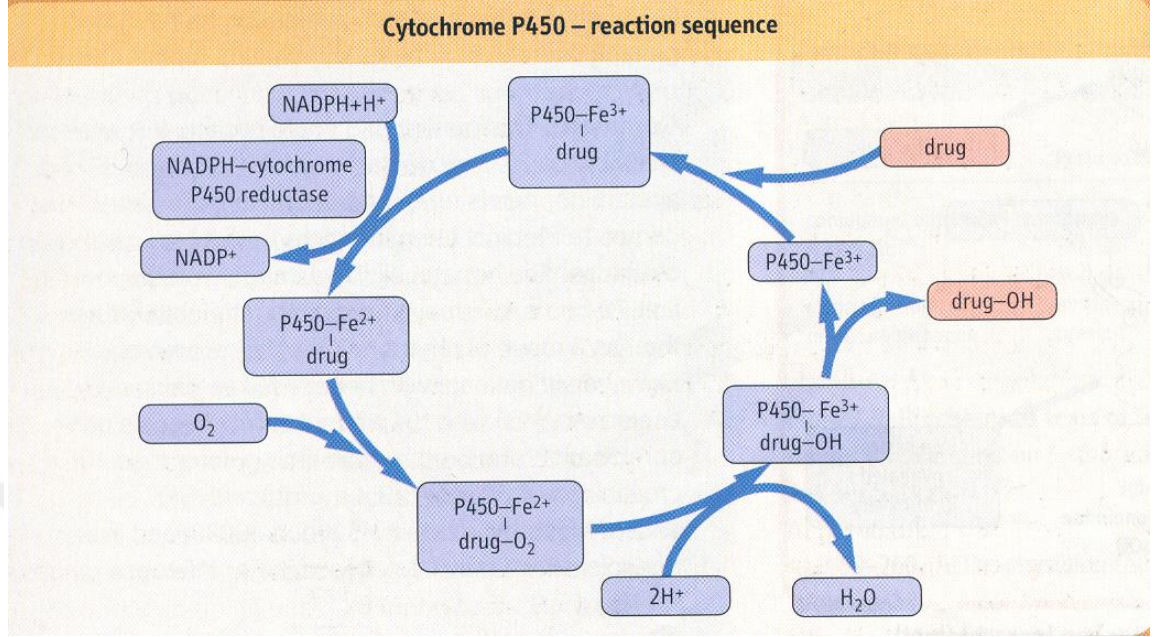 Cytochrome P450 – reaction sequence
NADPH+H⁺
P450–Fe³⁺
drug
drug
NADPH–cytochrome
P450 reductase
NADP⁺
P450–Fe³⁺
drug–OH
P450–Fe²⁺
drug
O₂
P450– Fe³⁺
drug–OH
P450–Fe²⁺
drug–O₂
2H⁺
H₂O